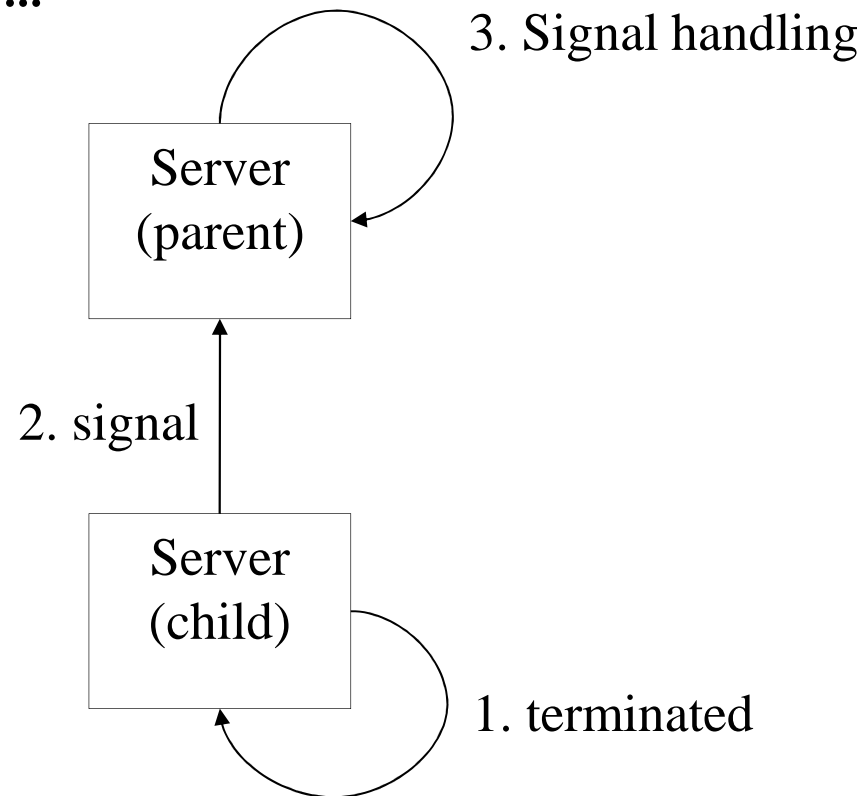 ...
3. Signal handling
Server
(parent)
2. signal
Server
(child)
1. terminated